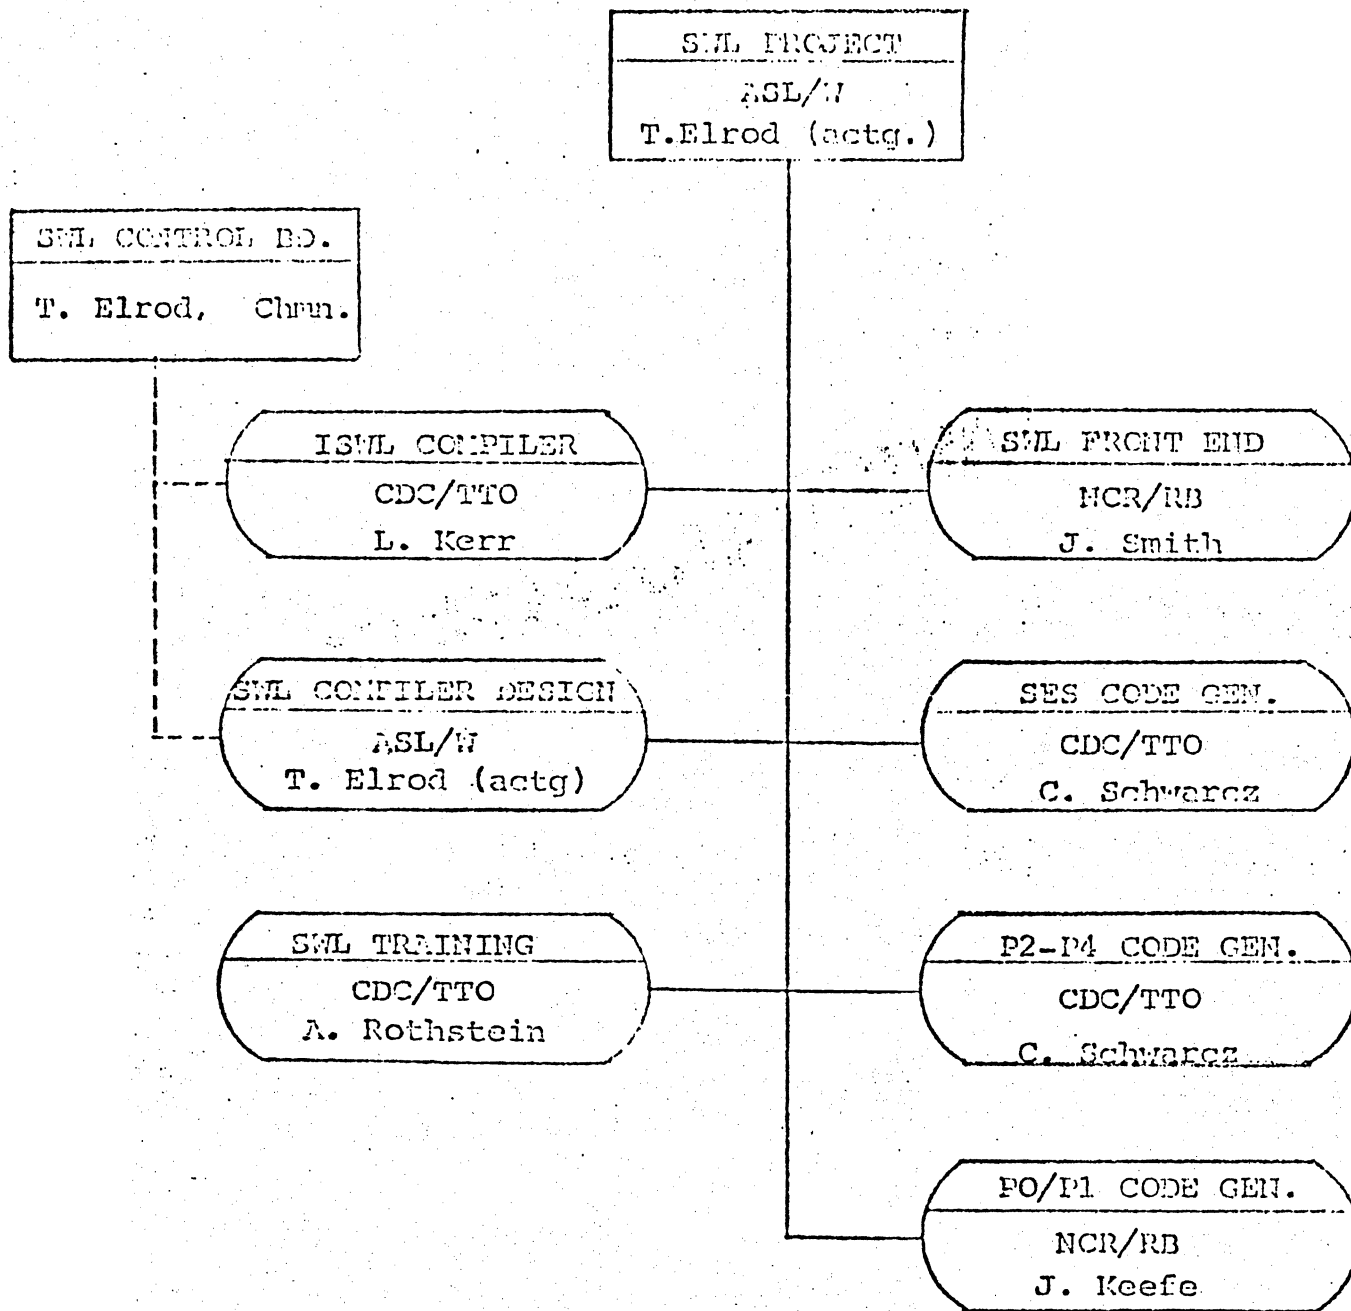 SWL PROJECT
ASL/W
T.Elrod (actg.)
SWL CONTROL BD.
T. Elrod, Chmn.
ISWL COMPILER
CDC/TTO
L. Kerr
SWL FRONT END
NCR/RB
J. Smith
SWL COMPILER DESIGN
ASL/W
T. Elrod (actg)
SES CODE GEN.
CDC/TTO
C. Schwarcz
SWL TRAINING
CDC/TTO
A. Rothstein
P2-P4 CODE GEN.
CDC/TTO
C. Schwarcz
P0/P1 CODE GEN.
NCR/RB
J. Keefe